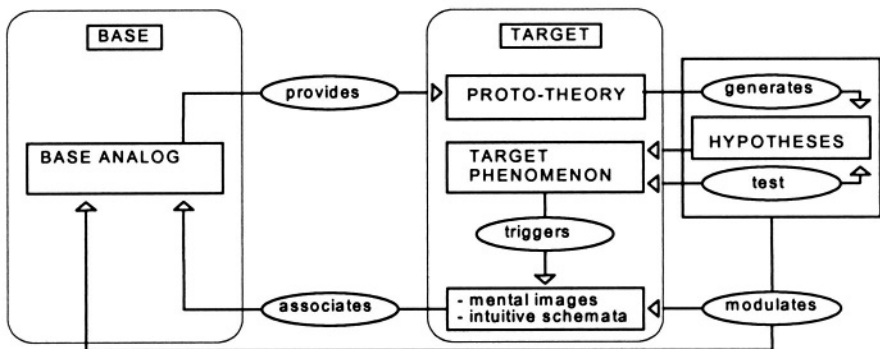 BASE
TARGET
provides
PROTO-THEORY
generates
BASE ANALOG
TARGET
PHENOMENON
HYPOTHESES
test
triggers
associates
- mental images
- intuitive schemata
modulates